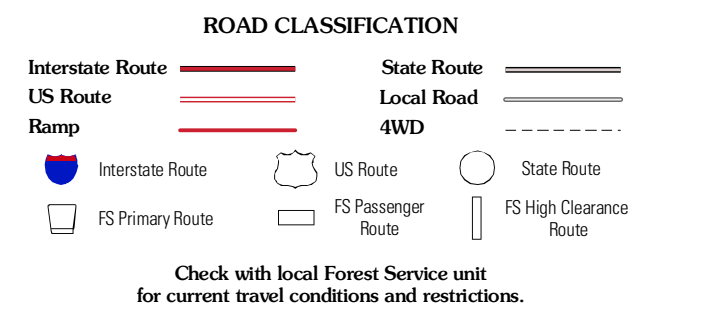 ROAD CLASSIFICATION
Interstate Route
State Route
US Route
Local Road
Ramp
4WD
Interstate Route
US Route
State Route
FS Primary Route
FS Passenger
Route
FS High Clearance
Route
Check with local Forest Service unit
for current travel conditions and restrictions.